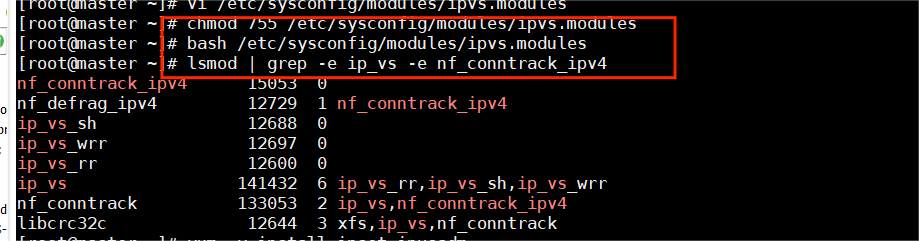 [root@master ~]# vi /etc/sysconfig/modules/ipvs.modules
[root@master ~]# chmod 755 /etc/sysconfig/modules/ipvs.modules
[root@master ~]# bash /etc/sysconfig/modules/ipvs.modules
[root@master ~]# lsmod | grep -e ip_vs -e nf_conntrack_ipv4
nf_conntrack_ipv4      15053  0
nf_defrag_ipv4         12729  1 nf_conntrack_ipv4
ip_vs_sh               12688  0
ip_vs_wrr              12697  0
ip_vs_rr               12600  0
ip_vs                 141432  6 ip_vs_rr,ip_vs_sh,ip_vs_wrr
nf_conntrack          133053  2 ip_vs,nf_conntrack_ipv4
libcrc32c              12644  3 xfs,ip_vs,nf_conntrack